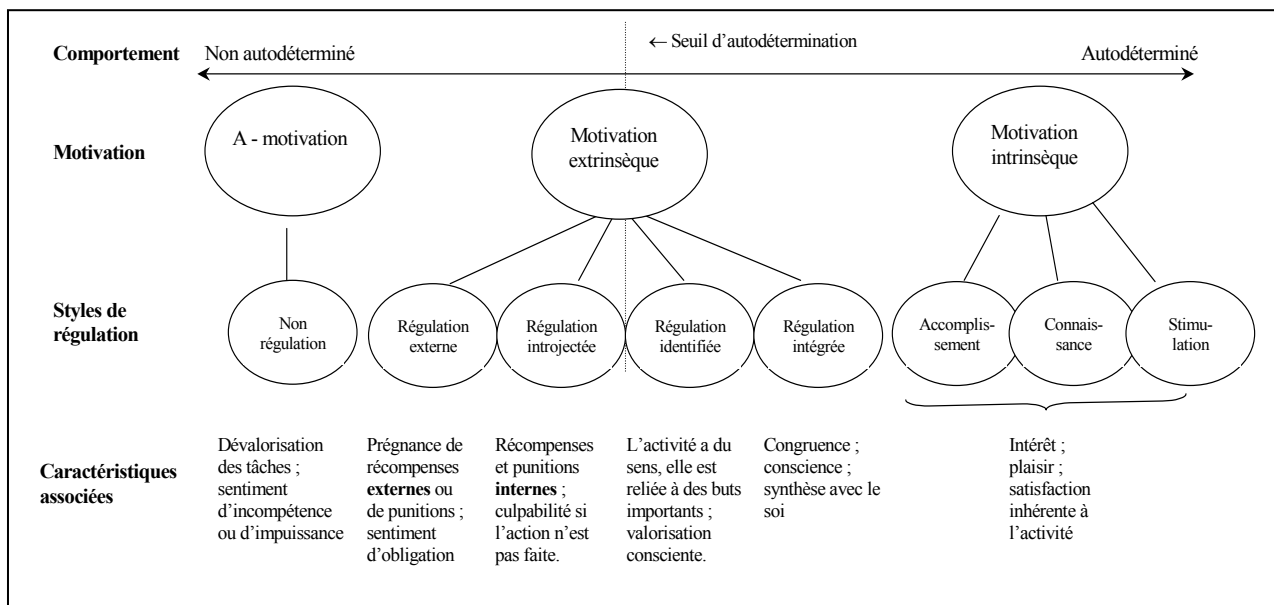 Comportement
Non autodéterminé
← Seuil d'autodétermination
Autodéterminé
Motivation
A - motivation
Motivation
extrinsèque
Motivation
intrinsèque
Styles de
régulation
Non
régulation
Régulation
externe
Régulation
introjectée
Régulation
identifiée
Régulation
intégrée
Accomplis-
sement
Connais-
sance
Stimu-
lation
Caractéristiques
associées
Dévalorisation
des tâches ;
sentiment
d'incompétence
ou d'impuissance
Prégnance de
récompenses
externes ou
de punitions ;
sentiment
d'obligation
Récompenses
et punitions
internes ;
culpabilité si
l'action n'est
pas faite.
L'activité a du
sens, elle est
reliée à des buts
importants ;
valorisation
consciente.
Congruence ;
conscience ;
synthèse avec le
soi
Intérêt ;
plaisir ;
satisfaction
inhérente à
l'activité